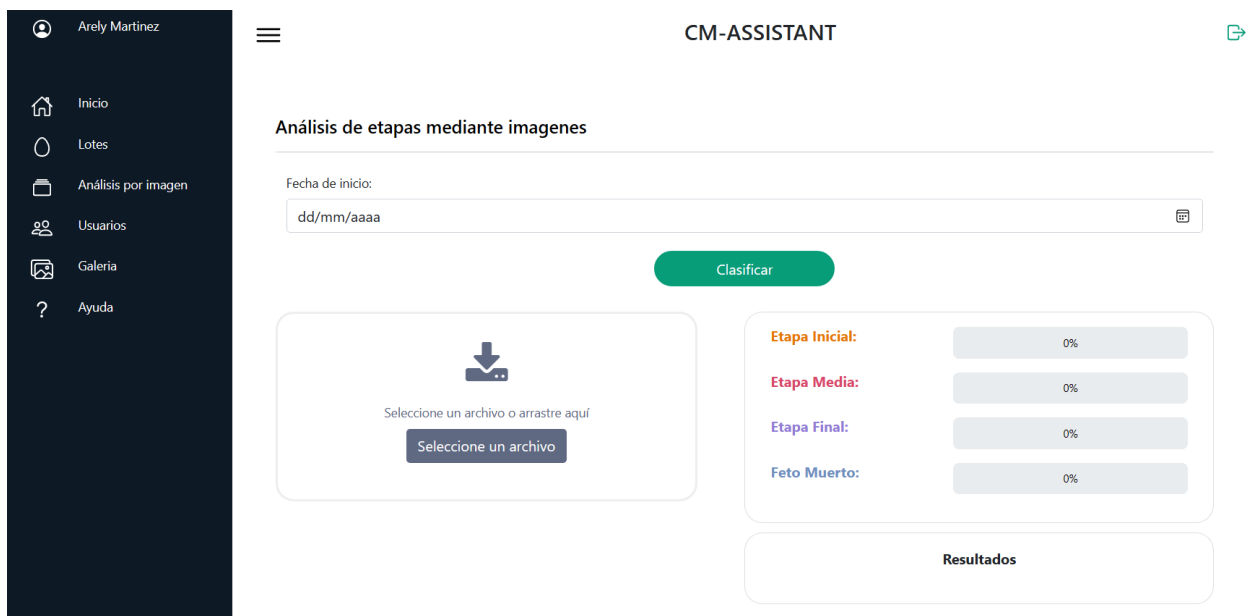 Arely Martinez
CM-ASSISTANT
Inicio
Lotes
Análisis por imagen
Usuarios
Galeria
? Ayuda
Análisis de etapas mediante imagenes
Fecha de inicio:
dd/mm/aaaa
Clasificar
Seleccione un archivo o arrastre aquí
Seleccione un archivo
Etapa Inicial: 0%
Etapa Media: 0%
Etapa Final: 0%
Feto Muerto: 0%
Resultados